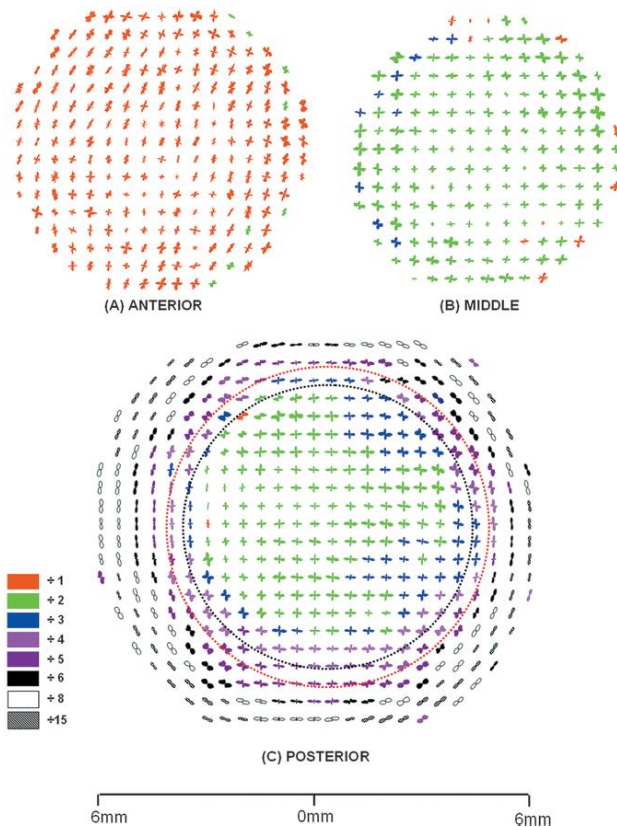 (A) ANTERIOR
(B) MIDDLE
÷ 1
÷ 2
÷ 3
÷ 4
÷ 5
÷ 6
÷ 8
÷15
(C) POSTERIOR
6mm 0mm 6mm